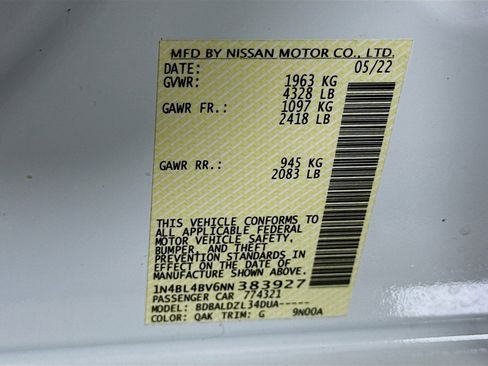 MFD BY NISSAN MOTOR CO., LTD.
DATE: 05/22
GVWR: 1963 KG
4328 LB
GAWR FR.: 1097 KG
2418 LB
GAWR RR.: 945 KG
2083 LB
THIS VEHICLE CONFORMS TO
ALL APPLICABLE FEDERAL
MOTOR VEHICLE SAFETY,
BUMPER, AND THEFT
PREVENTION STANDARDS IN
EFFECT ON THE DATE OF
MANUFACTURE SHOWN ABOVE.
1N4BL4BV6NN 383927
PASSENGER CAR 774321
MODEL: BDBALDZL34DUA-----
COLOR: QAK TRIM: G 9N00A